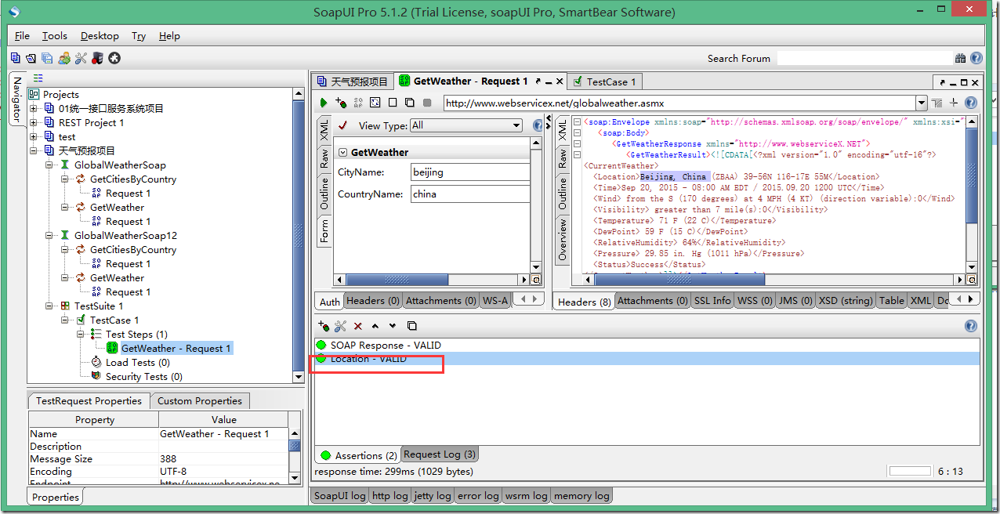 SoapUI Pro 5.1.2 (Trial License, soapUI Pro, SmartBear Software)
File Tools Desktop Try Help
Search Forum
Navigator
Projects
01统一接口服务系统项目
REST Project 1
test
天气预报项目
GlobalWeatherSoap
GetCitiesByCountry
Request 1
GetWeather
Request 1
GlobalWeatherSoap12
GetCitiesByCountry
Request 1
GetWeather
Request 1
TestSuite 1
TestCase 1
Test Steps (1)
GetWeather - Request 1
Load Tests (0)
Security Tests (0)
TestRequest Properties Custom Properties
Property Value
Name GetWeather - Request 1
Description
Message Size 388
Encoding UTF-8
Endpoint http://www.webservicex.ne
Properties
天气预报项目 GetWeather - Request 1 TestCase 1
http://www.webservicex.net/globalweather.asmx
XML
Raw
Outline
Form
View Type: All
GetWeather
CityName: beijing
CountryName: china
Auth Headers (0) Attachments (0) WS-A
XML
Raw
Outline
Overview
<soap:Envelope xmlns:soap="http://schemas.xmlsoap.org/soap/envelope/" xmlns:xsi="
<soap:Body>
<GetWeatherResponse xmlns="http://www.webserviceX.NET">
<GetWeatherResult><![CDATA[<?xml version="1.0" encoding="utf-16"?>
<CurrentWeather>
<Location>Beijing, China (ZBAA) 39-56N 116-17E 55M</Location>
<Time>Sep 20, 2015 - 08:00 AM EDT / 2015.09.20 1200 UTC</Time>
<Wind> from the S (170 degrees) at 4 MPH (4 KT) (direction variable):0</Wind>
<Visibility> greater than 7 mile(s):0</Visibility>
<Temperature> 71 F (22 C)</Temperature>
<DewPoint> 59 F (15 C)</DewPoint>
<RelativeHumidity> 64%</RelativeHumidity>
<Pressure> 29.85 in. Hg (1011 hPa)</Pressure>
<Status>Success</Status>
Headers (8) Attachments (0) SSL Info WSS (0) JMS (0) XSD (string) Table XML Do
SOAP Response - VALID
Location - VALID
Assertions (2) Request Log (3)
response time: 299ms (1029 bytes) 6 : 13
SoapUI log http log jetty log error log wsrm log memory log